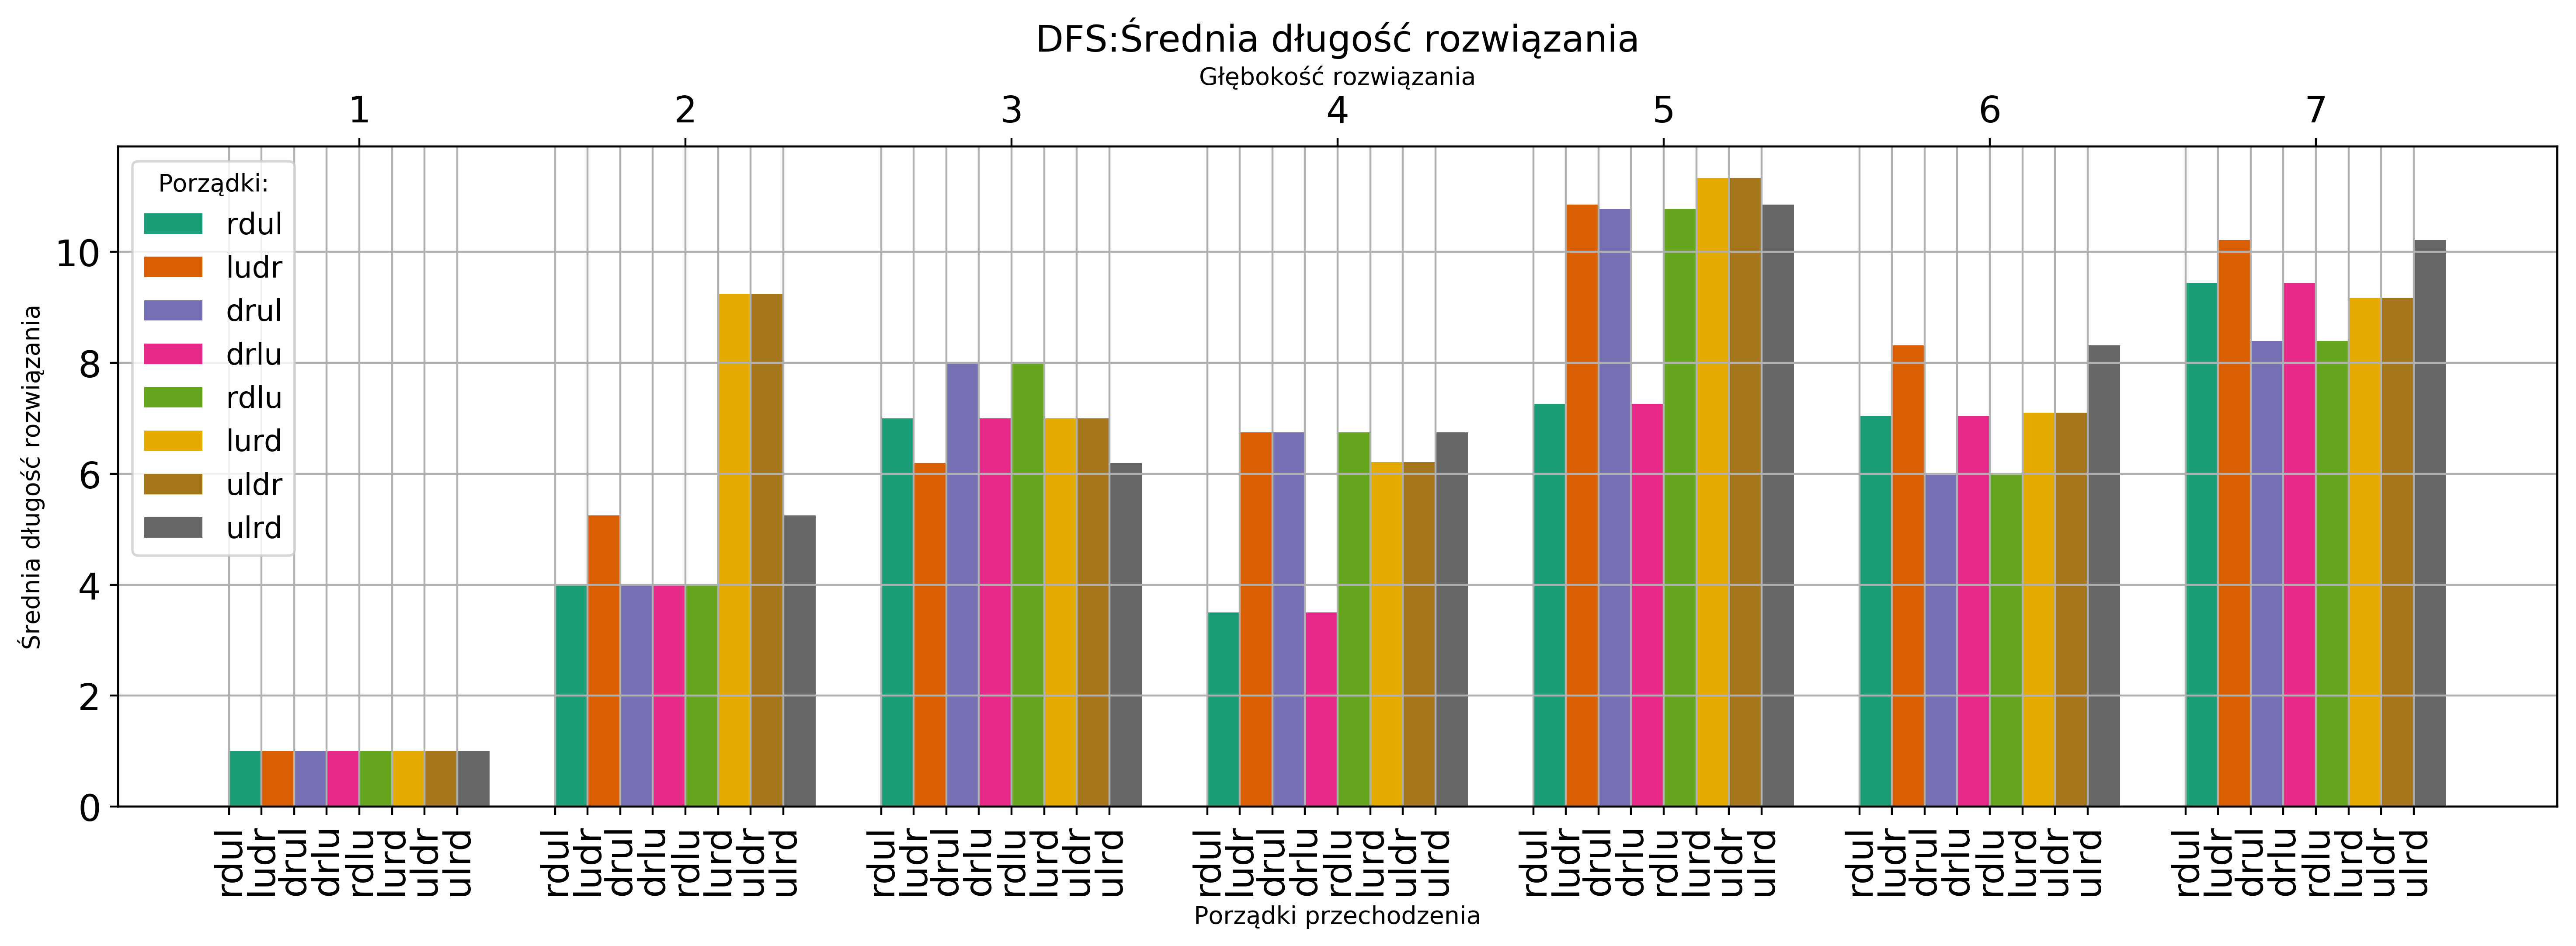 DFS:Średnia długość rozwiązania
Głębokość rozwiązania
1 2 3 4 5 6 7
Średnia długość rozwiązania
10
8
6
4
2
0
Porządki:
rdul
ludr
drul
drlu
rdlu
lurd
uldr
ulrd
rdul ludr drul drlu rdlu lurd uldr ulrd rdul ludr drul drlu rdlu lurd uldr ulrd rdul ludr drul drlu rdlu lurd uldr ulrd rdul ludr drul drlu rdlu lurd uldr ulrd rdul ludr drul drlu rdlu lurd uldr ulrd rdul ludr drul drlu rdlu lurd uldr ulrd rdul ludr drul drlu rdlu lurd uldr ulrd
Porządki przechodzenia